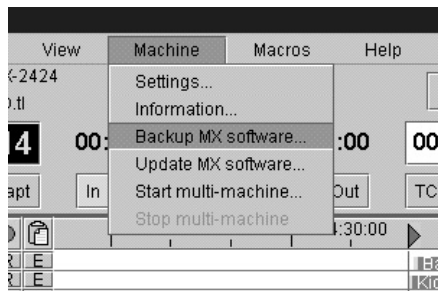 View Machine Macros Help
X-2424
Settings...
Information...
4 00: Backup MX software... :00 00
Update MX software...
apt In Start multi-machine... Out TC
Stop multi-machine
4:30:00
R E
R E